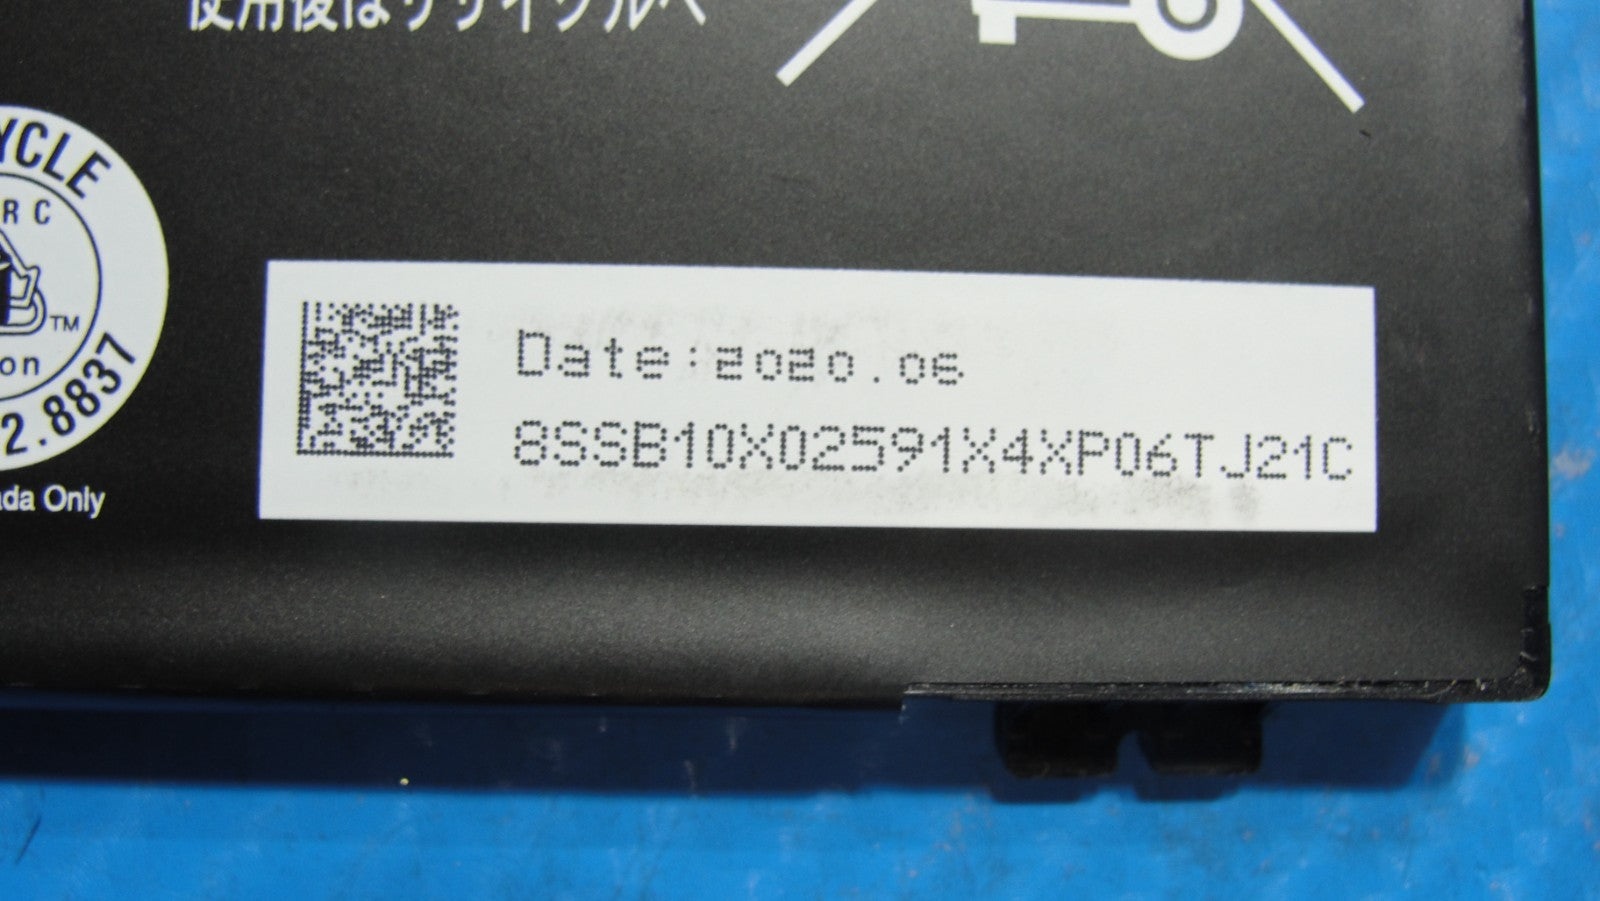 使用後はリサイクルへ
YCLE
RC
TM
on
2.8837
da Only
Date:2020.06
8SSB10X02591X4XP06TJ21C